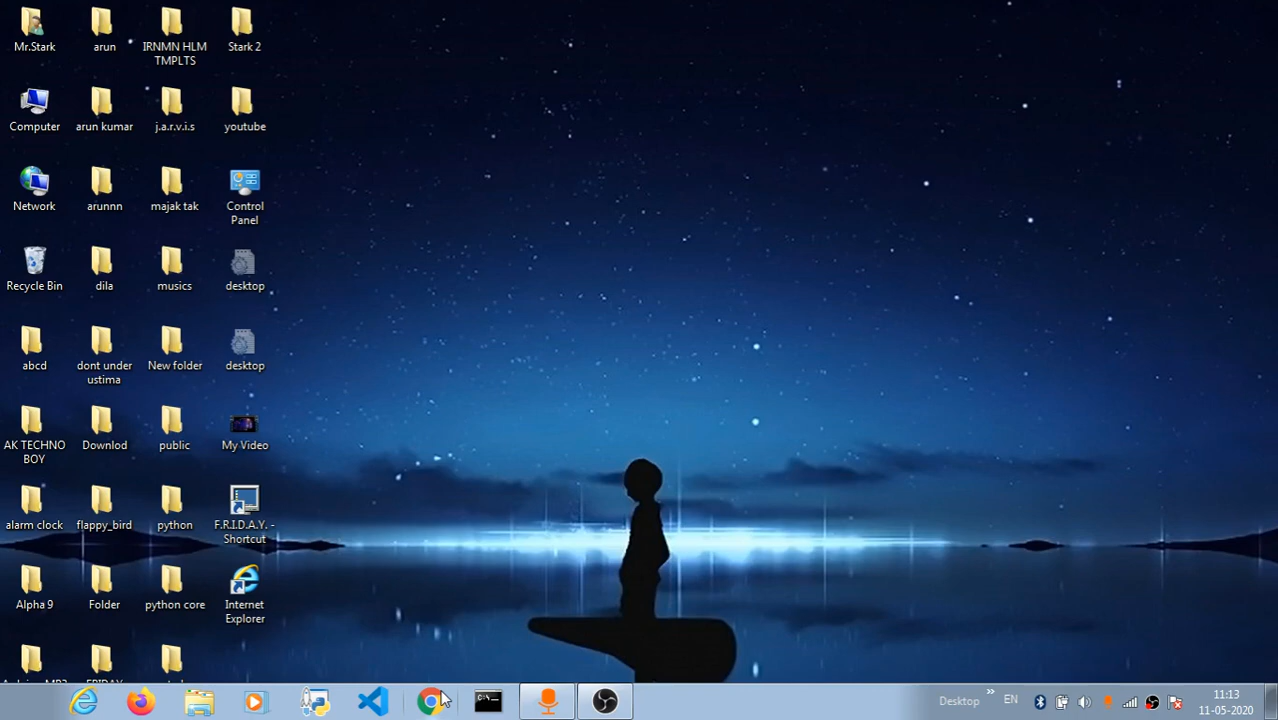 Mr.Stark
arun
IRNMN HLM
TMPLTS
Stark 2
Computer
arun kumar
j.a.r.v.i.s
youtube
Network
arunnn
majak tak
Control
Panel
Recycle Bin
dila
musics
desktop
abcd
dont under
ustima
New folder
desktop
AK TECHNO
BOY
Downlod
public
My Video
alarm clock
flappy_bird
python
F.R.I.D.A.Y. -
Shortcut
Alpha 9
Folder
python core
Internet
Explorer
Desktop
EN
11:13
11-05-2020